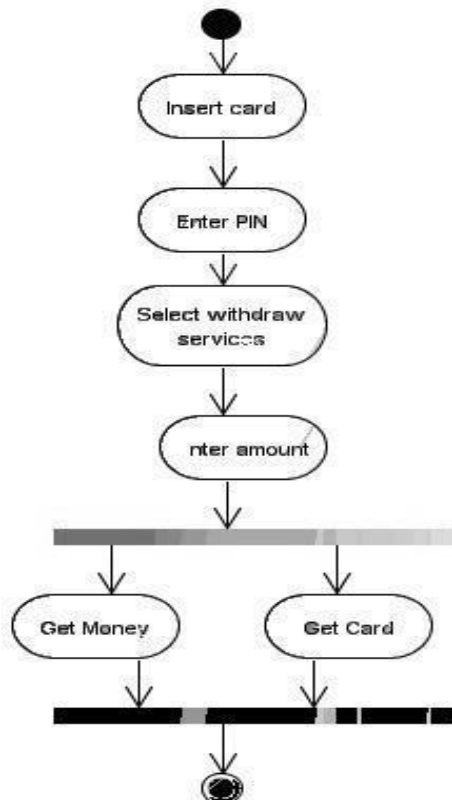 Insert card
Enter PIN
Select withdraw
services
nter amount
Get Money
Get Card